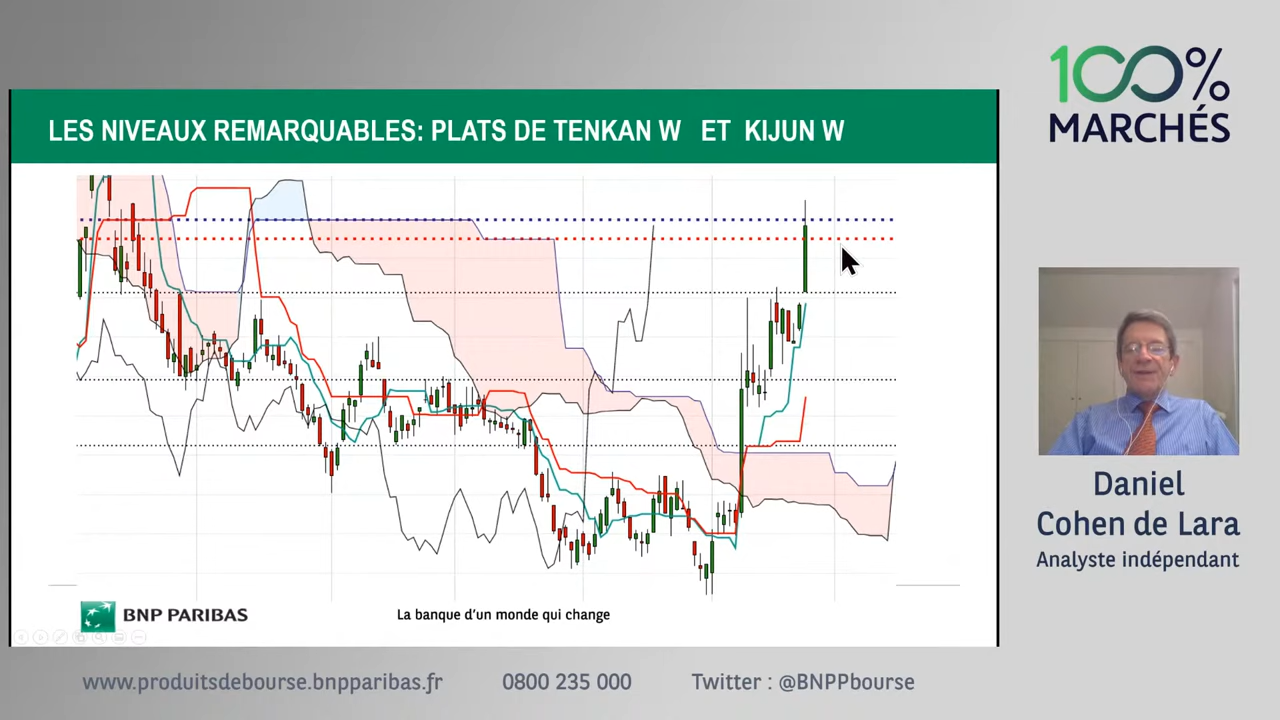 100%
MARCHÉS
LES NIVEAUX REMARQUABLES: PLATS DE TENKAN W ET KIJUN W
Daniel
Cohen de Lara
Analyste indépendant
BNP PARIBAS
La banque d'un monde qui change
www.produitsdebourse.bnpparibas.fr 0800 235 000 Twitter : @BNPPbourse